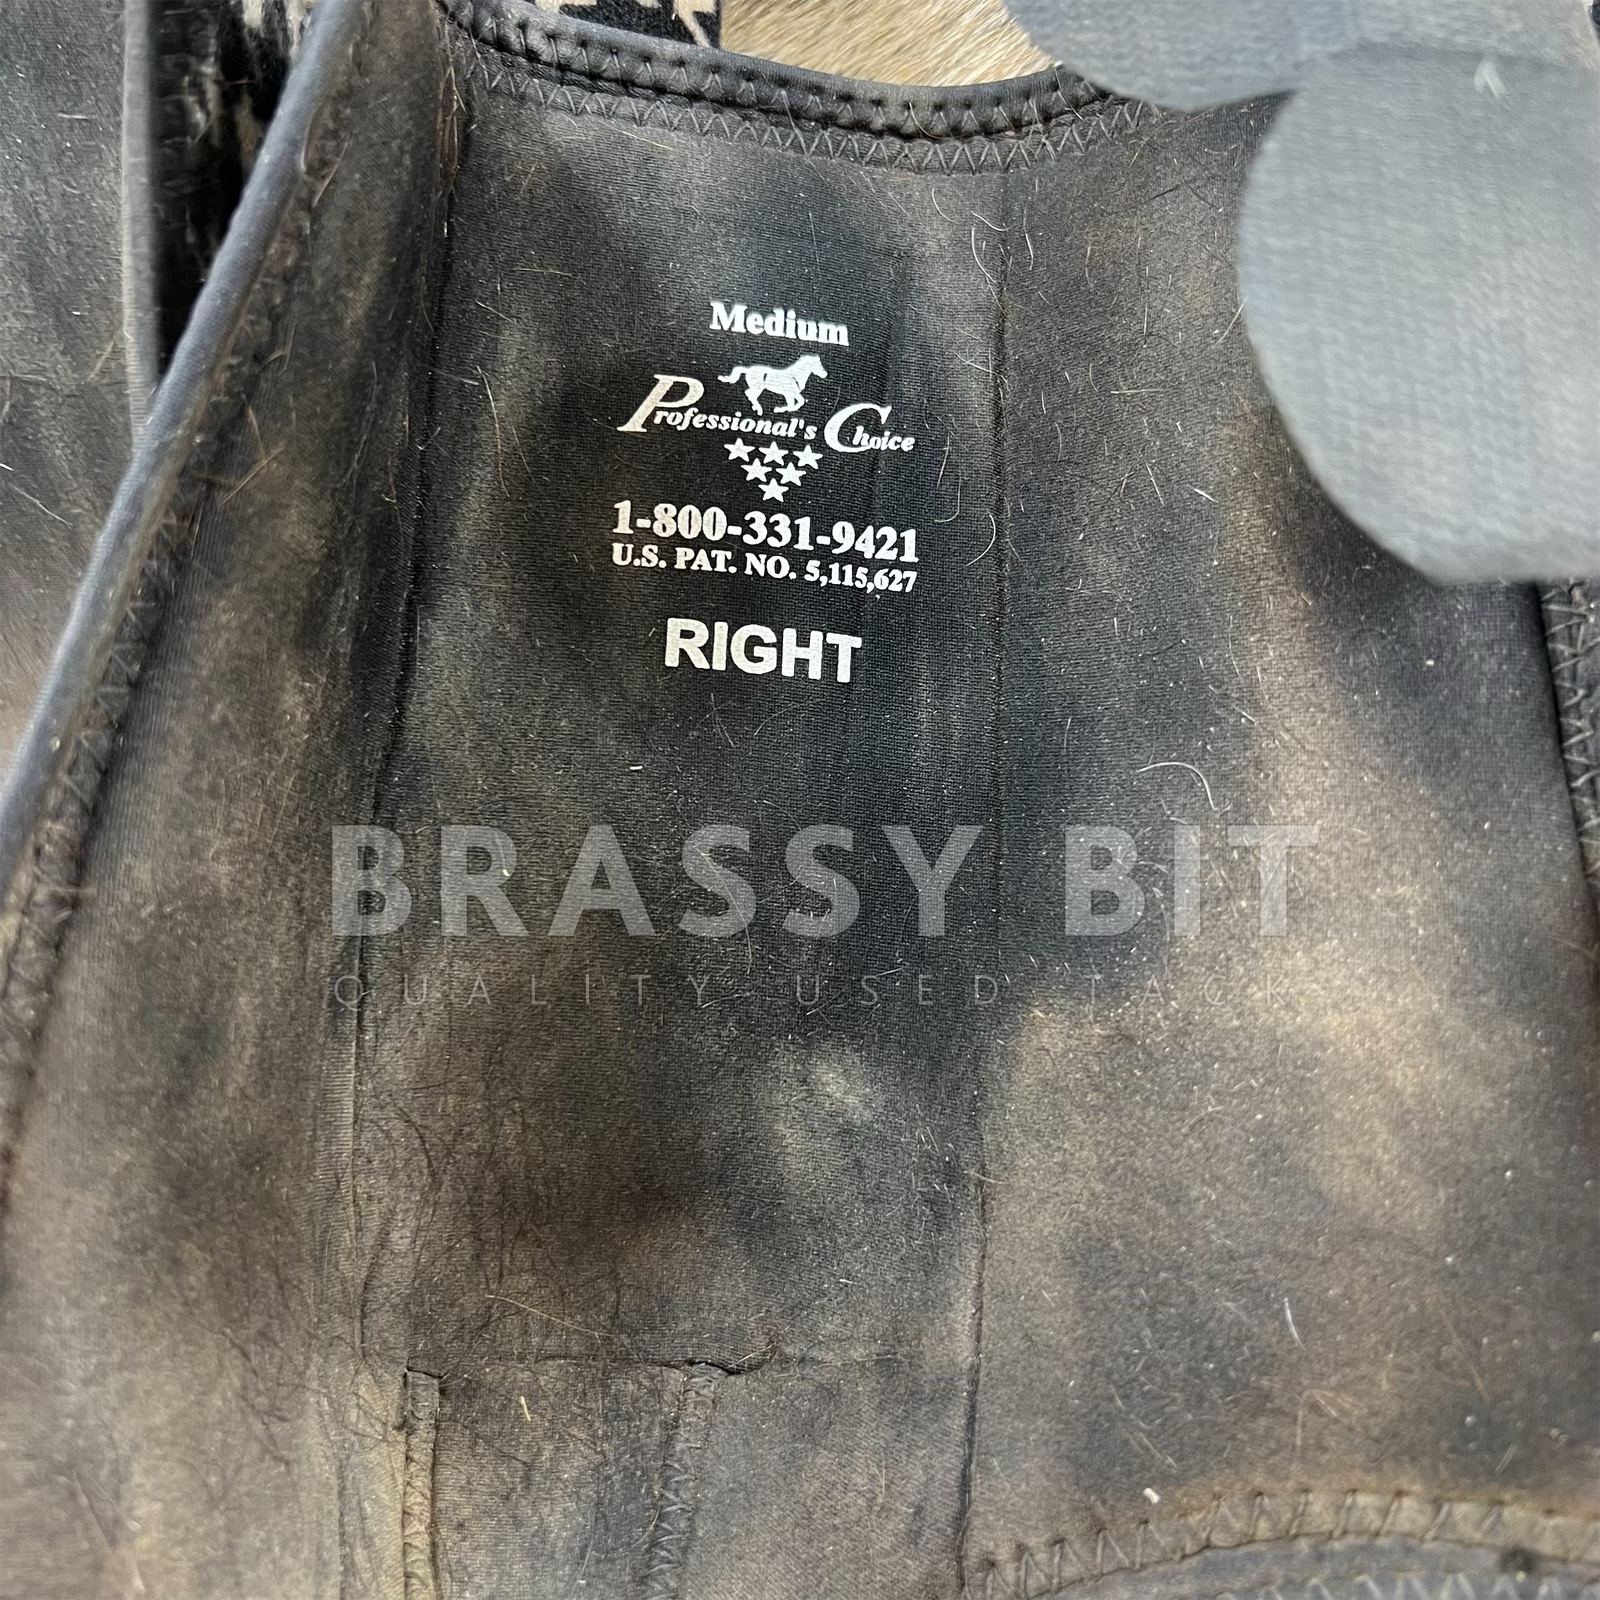 Medium
Professional's Choice
1-800-331-9421
U.S. PAT. NO. 5,115,627
RIGHT
BRASSY BIT
QUALITY USED TACK